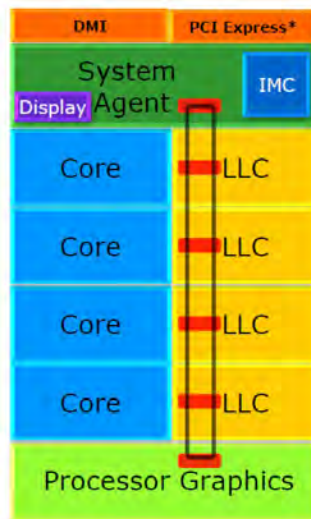 DMI PCI Express*
System
Agent
Display
IMC
Core LLC
Core LLC
Core LLC
Core LLC
Processor Graphics